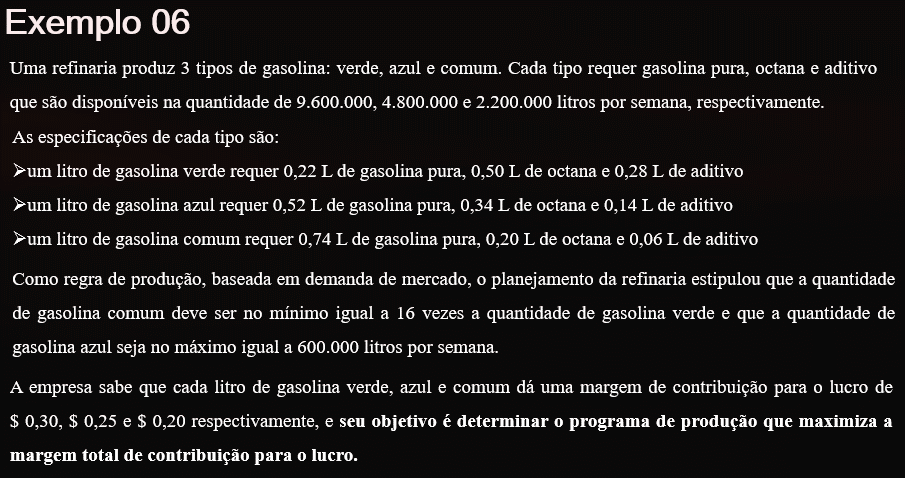 Exemplo 06
Uma refinaria produz 3 tipos de gasolina: verde, azul e comum. Cada tipo requer gasolina pura, octana e aditivo
que são disponíveis na quantidade de 9.600.000, 4.800.000 e 2.200.000 litros por semana, respectivamente.
As especificações de cada tipo são:
➢um litro de gasolina verde requer 0,22 L de gasolina pura, 0,50 L de octana e 0,28 L de aditivo
➢um litro de gasolina azul requer 0,52 L de gasolina pura, 0,34 L de octana e 0,14 L de aditivo
➢um litro de gasolina comum requer 0,74 L de gasolina pura, 0,20 L de octana e 0,06 L de aditivo
Como regra de produção, baseada em demanda de mercado, o planejamento da refinaria estipulou que a quantidade
de gasolina comum deve ser no mínimo igual a 16 vezes a quantidade de gasolina verde e que a quantidade de
gasolina azul seja no máximo igual a 600.000 litros por semana.
A empresa sabe que cada litro de gasolina verde, azul e comum dá uma margem de contribuição para o lucro de
$ 0,30, $ 0,25 e $ 0,20 respectivamente, e seu objetivo é determinar o programa de produção que maximiza a
margem total de contribuição para o lucro.